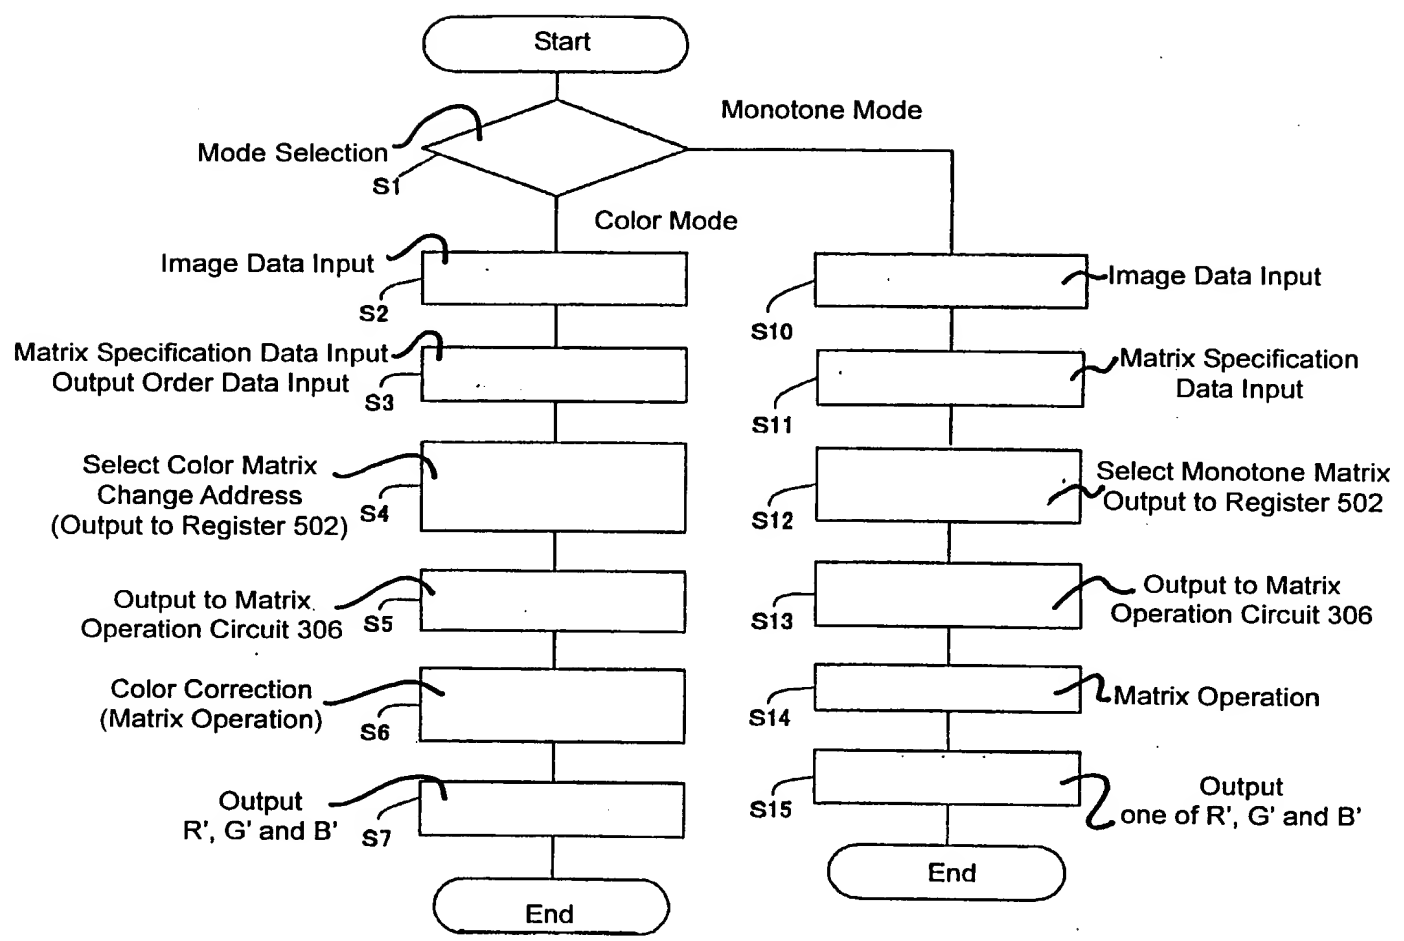 Start
Monotone Mode
Mode Selection
S1
Color Mode
Image Data Input
S2
Matrix Specification Data Input
Output Order Data Input
S3
Select Color Matrix
Change Address
(Output to Register 502)
S4
Output to Matrix
Operation Circuit 306
S5
Color Correction
(Matrix Operation)
S6
Output
R', G' and B'
S7
End
Image Data Input
S10
Matrix Specification
Data Input
S11
Select Monotone Matrix
Output to Register 502
S12
Output to Matrix
Operation Circuit 306
S13
Matrix Operation
S14
Output
one of R', G' and B'
S15
End